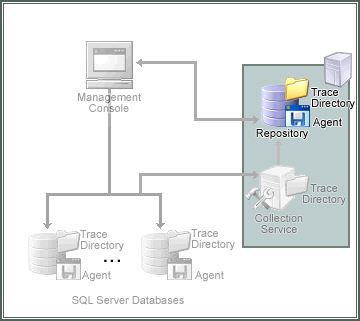 Management
Console
Trace
Directory
Agent
Repository
Trace
Directory
Collection
Service
Trace
Directory
Agent
...
Trace
Directory
Agent
SQL Server Databases